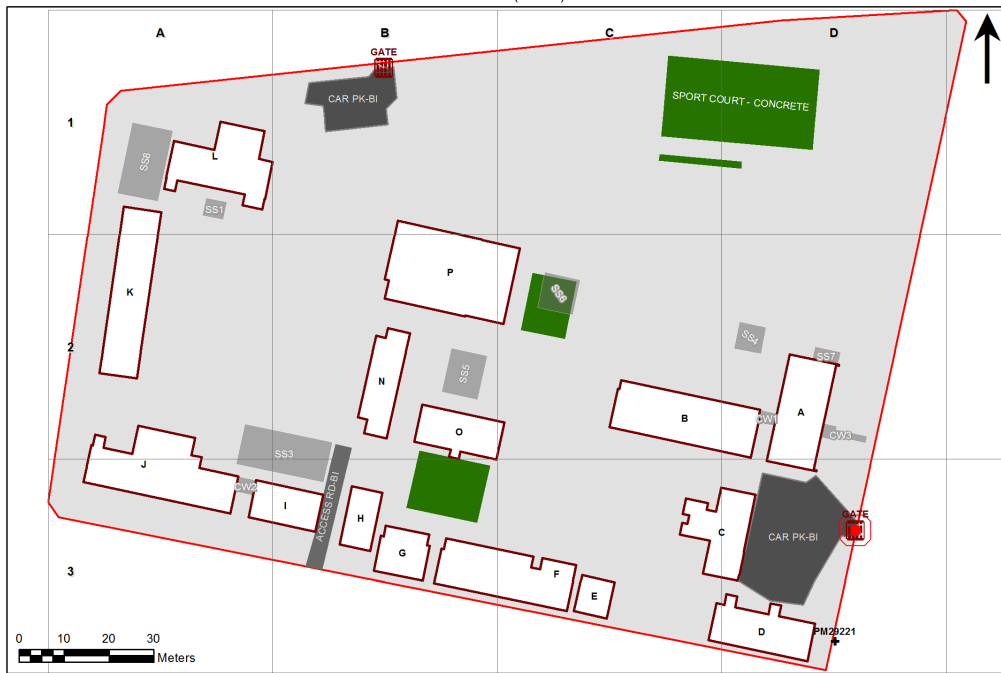 A B C D
GATE
CAR PK-BI
SPORT COURT - CONCRETE
1
SS8
L
SS1
K
P
SS6
2
SS4
SS7
N
SS5
A
B
CW1
O
CW3
J
SS3
CW2
I
ACCESS RD-BI
H
GATE
C
CAR PK-BI
G
3
F
E
D
PM29221
0 10 20 30
Meters